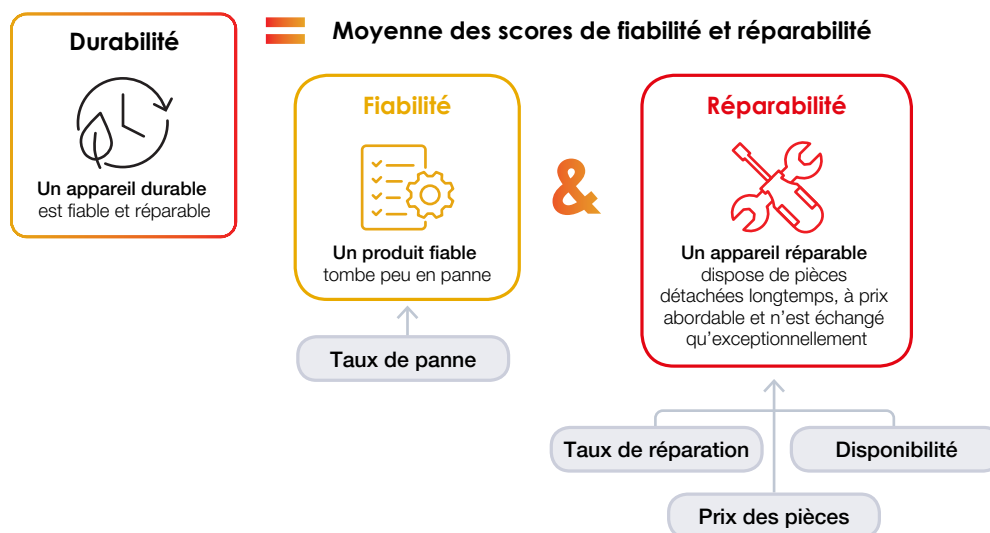 Durabilité
Un appareil durable
est fiable et réparable
Moyenne des scores de fiabilité et réparabilité
Fiabilité
Un produit fiable
tombe peu en panne
Taux de panne
&
Réparabilité
Un appareil réparable
dispose de pièces
détachées longtemps, à prix
abordable et n’est échangé
qu’exceptionnellement
Taux de réparation
Disponibilité
Prix des pièces